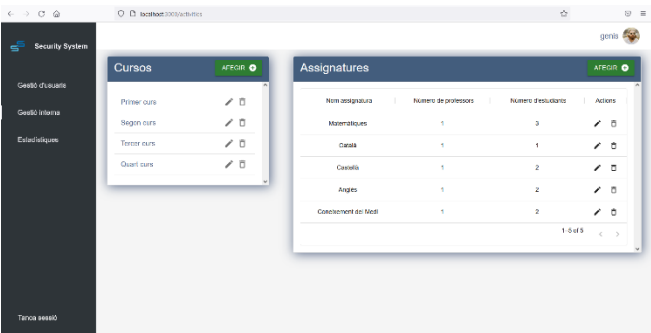 localhost:3000/activities
genis
Security System
Gestió d'usuaris
Gestió interna
Estadístiques
Tanca sessió
Cursos
AFEGIR
Primer curs
Segon curs
Tercer curs
Quart curs
Assignatures
AFEGIR
Nom assignatura Número de professors Número d'estudiants Actions
Matemàtiques 1 3
Català 1 1
Castellà 1 2
Anglès 1 2
Coneixement del Medi 1 2
1-5 of 5